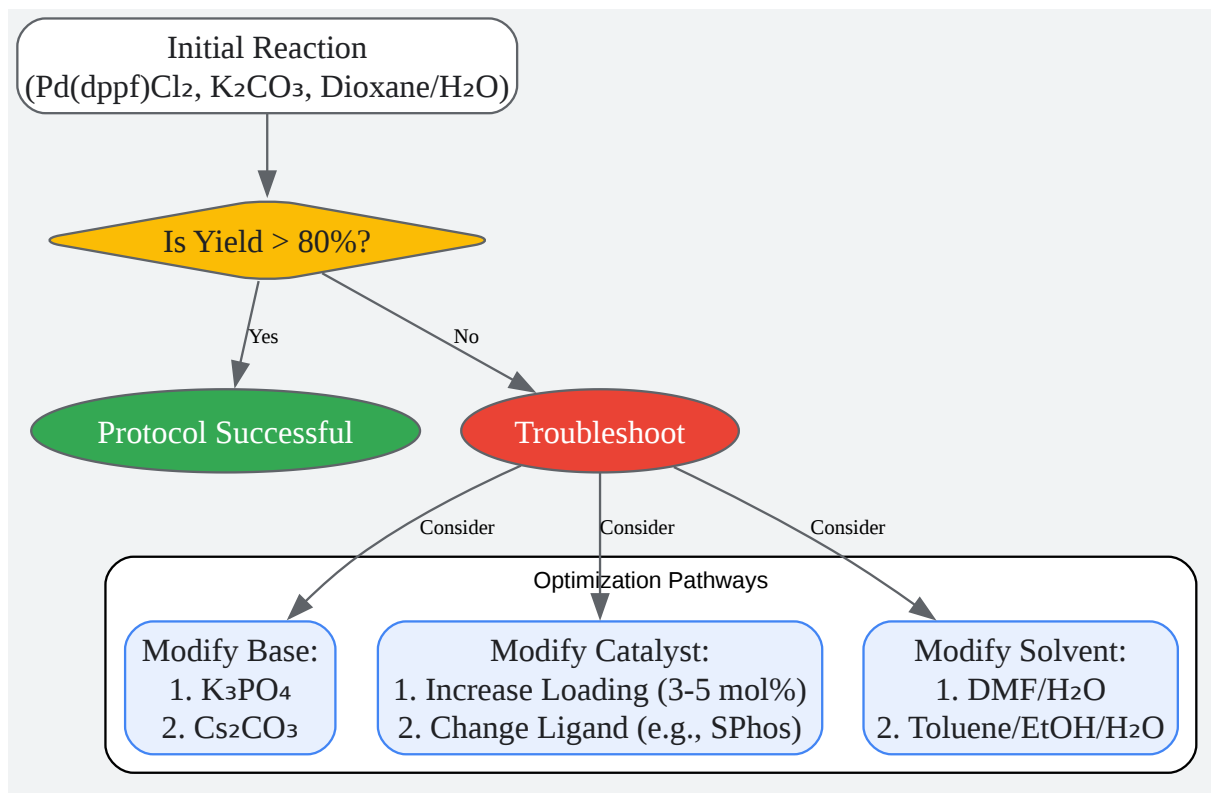 Initial Reaction
(Pd(dppf)Cl₂, K₂CO₃, Dioxane/H₂O)
Is Yield > 80%?
Yes
No
Protocol Successful
Troubleshoot
Consider
Consider
Consider
Optimization Pathways
Modify Base:
1. K₃PO₄
2. Cs₂CO₃
Modify Catalyst:
1. Increase Loading (3-5 mol%)
2. Change Ligand (e.g., SPhos)
Modify Solvent:
1. DMF/H₂O
2. Toluene/EtOH/H₂O